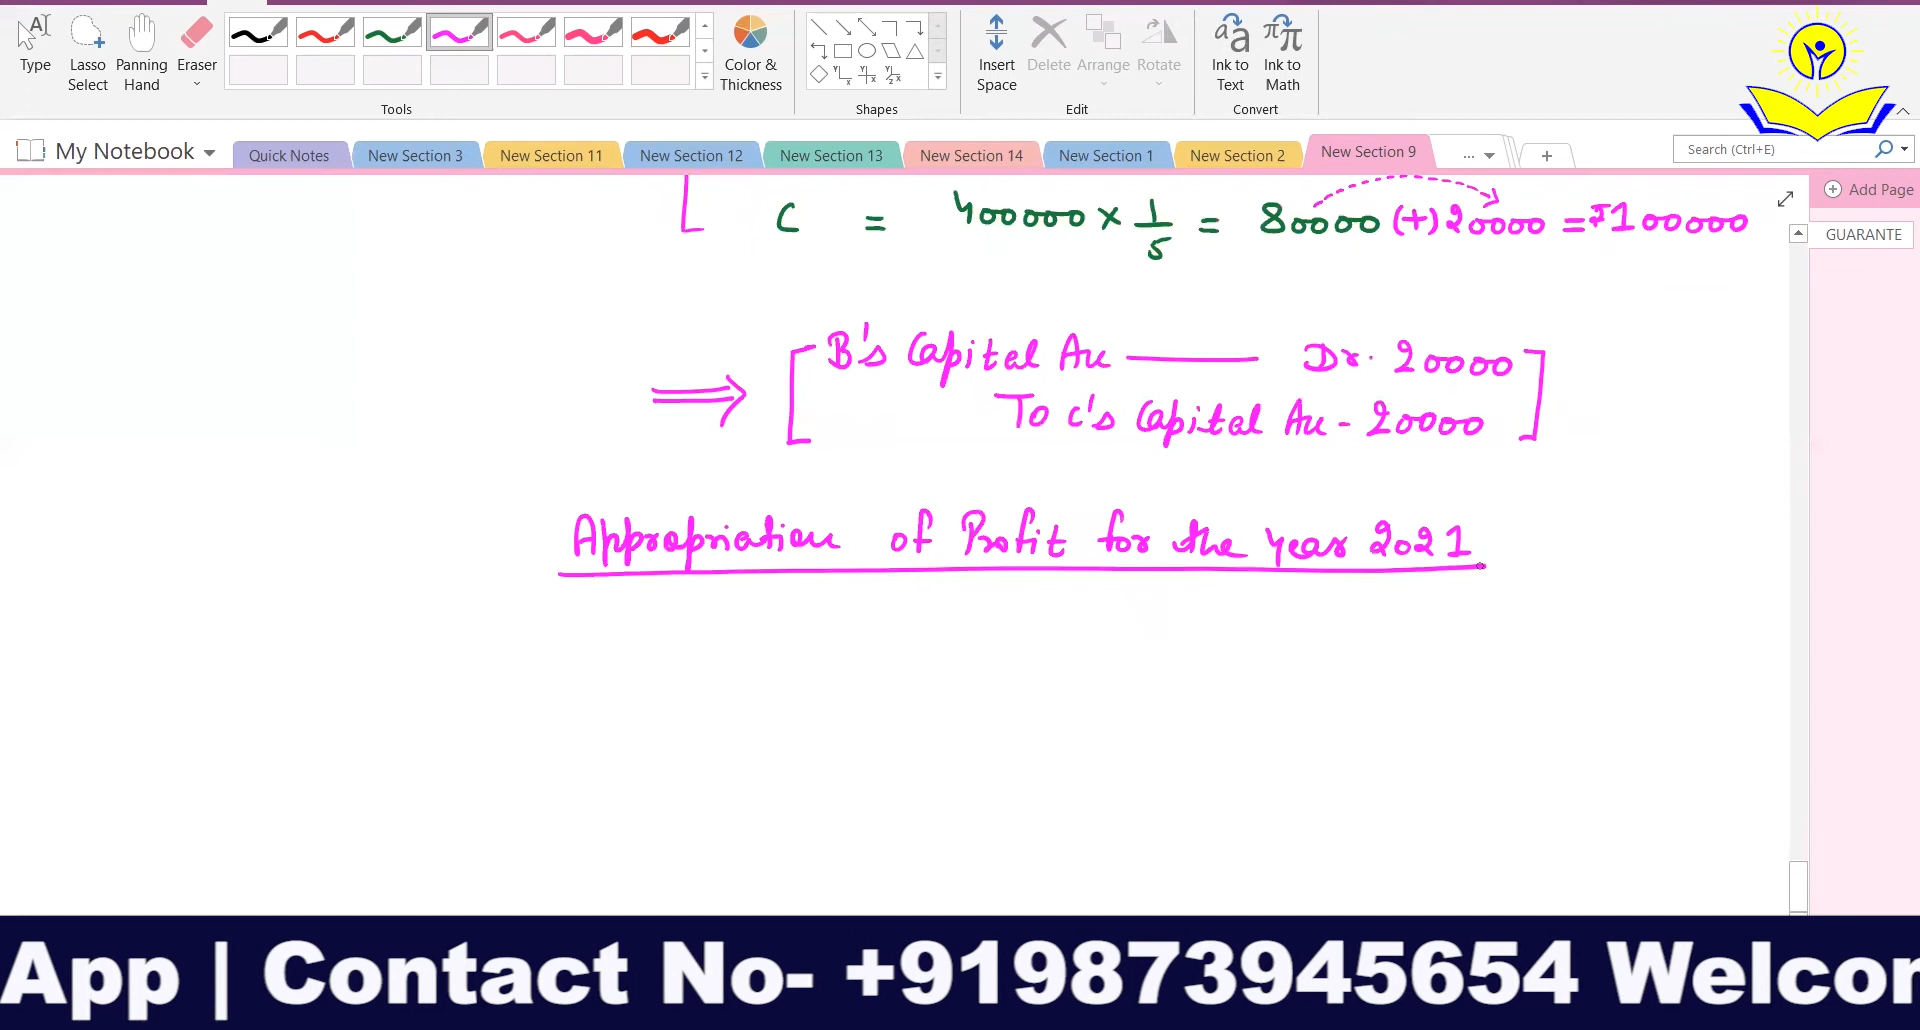 Type
Lasso Select
Panning Hand
Eraser
Color & Thickness
Insert Space
Delete
Arrange
Rotate
Ink to Text
Ink to Math
Tools
Shapes
Edit
Convert
My Notebook
Quick Notes
New Section 3
New Section 11
New Section 12
New Section 13
New Section 14
New Section 1
New Section 2
New Section 9
...
Search (Ctrl+E)
Add Page
GUARANTE
C = 400000 × 1/5 = 80000 (+) 20000 = ₹100000
B's Capital A/c ——— Dr. 20000
To C's Capital A/c - 20000
Appropriation of Profit for the year 2021
App | Contact No- +919873945654 Welcor